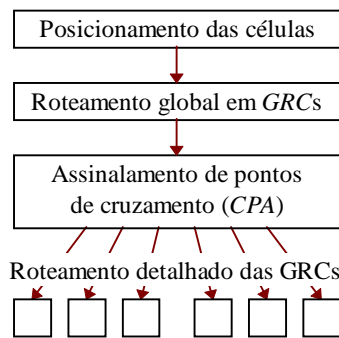 Posicionamento das células
Roteamento global em GRCs
Assinalamento de pontos
de cruzamento (CPA)
Roteamento detalhado das GRCs